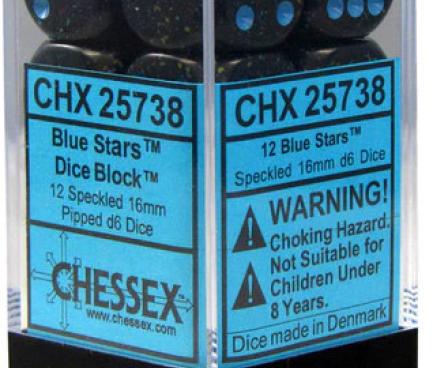 CHX 25738
Blue Stars™
Dice Block™
12 Speckled 16mm
Pipped d6 Dice
CHESSEX™
www.chessex.com
CHX 25738
12 Blue Stars™
Speckled 16mm d6 Dice
WARNING!
Choking Hazard.
Not Suitable for
Children Under
8 Years.
Dice made in Denmark